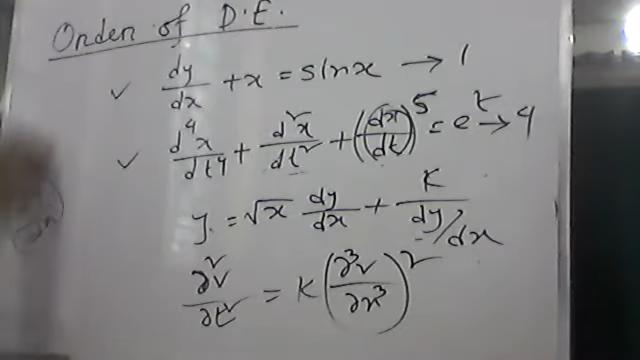 Order of D.E.
✓ dy/dx + x = sinx → 1
✓ d⁴x/dt⁴ + d²x/dt² + (dx/dt)⁵ = eᵗ → 4
y = √x dy/dx + K/(dy/dx)
∂²v/∂t² = K(∂³v/∂x³)²